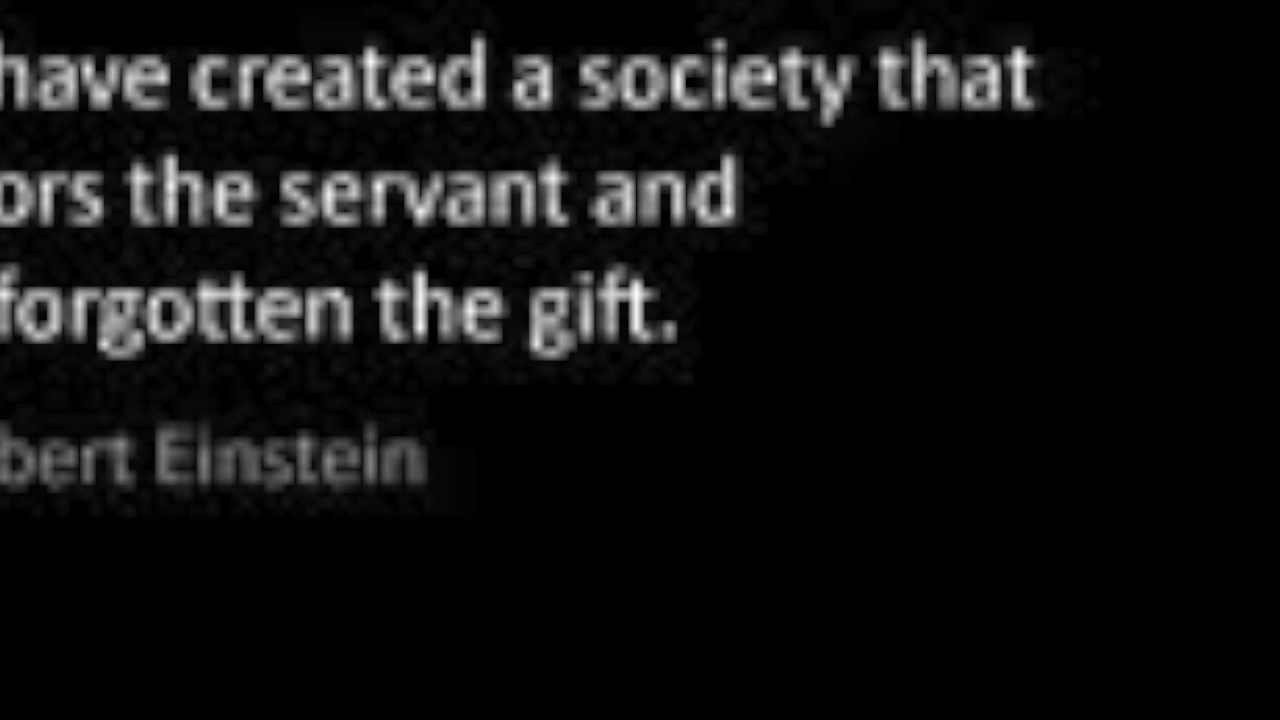 have created a society that
ors the servant and
forgotten the gift.
bert Einstein